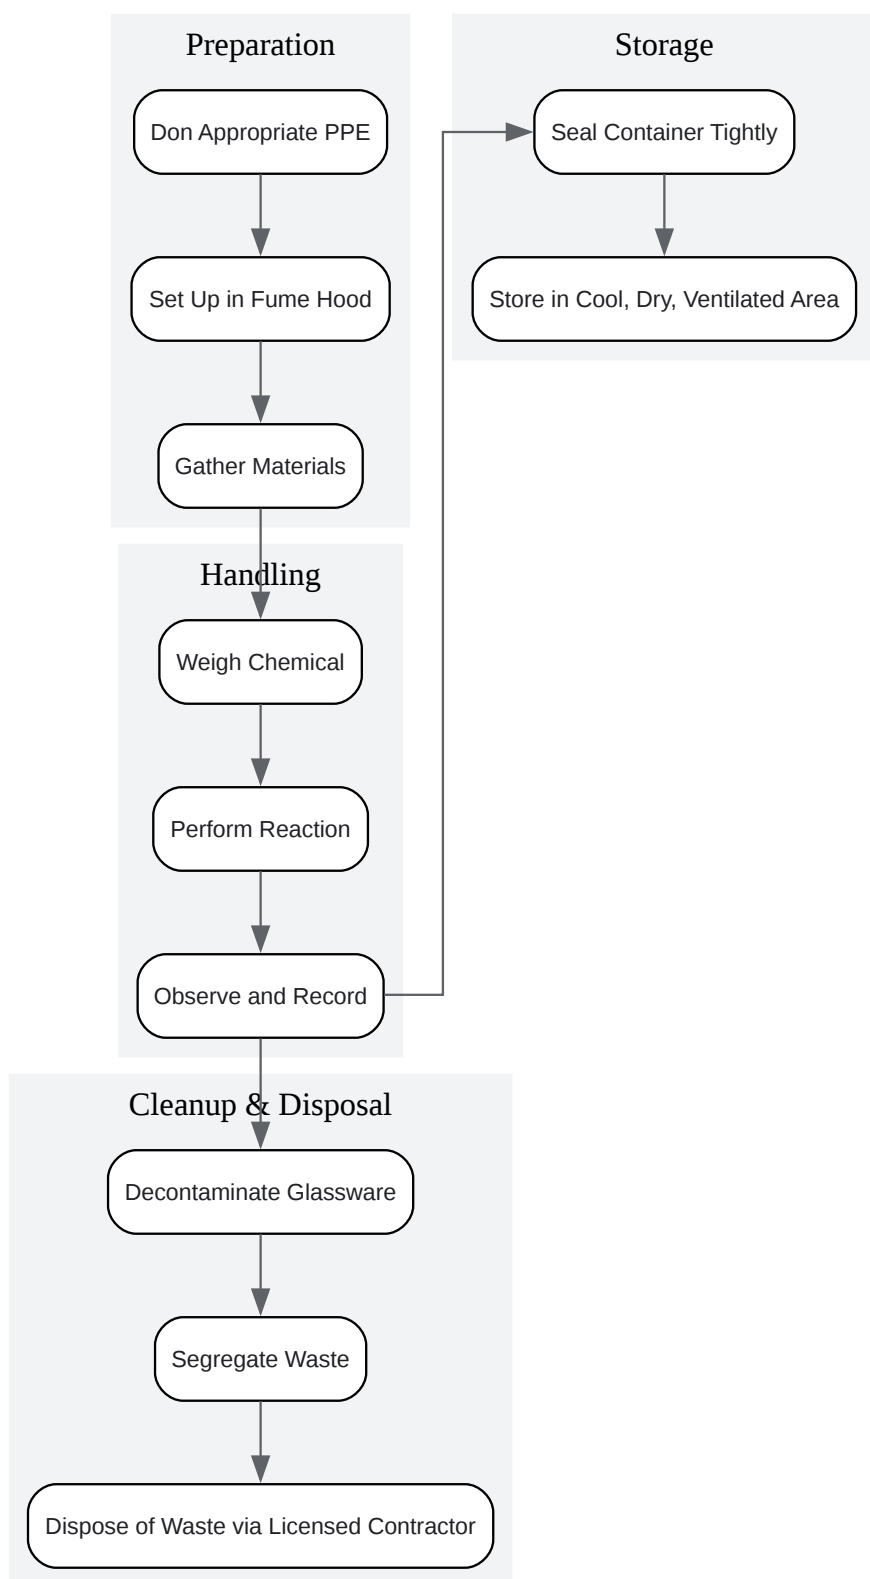 Preparation
Don Appropriate PPE
Set Up in Fume Hood
Gather Materials
Handling
Weigh Chemical
Perform Reaction
Observe and Record
Storage
Seal Container Tightly
Store in Cool, Dry, Ventilated Area
Cleanup & Disposal
Decontaminate Glassware
Segregate Waste
Dispose of Waste via Licensed Contractor